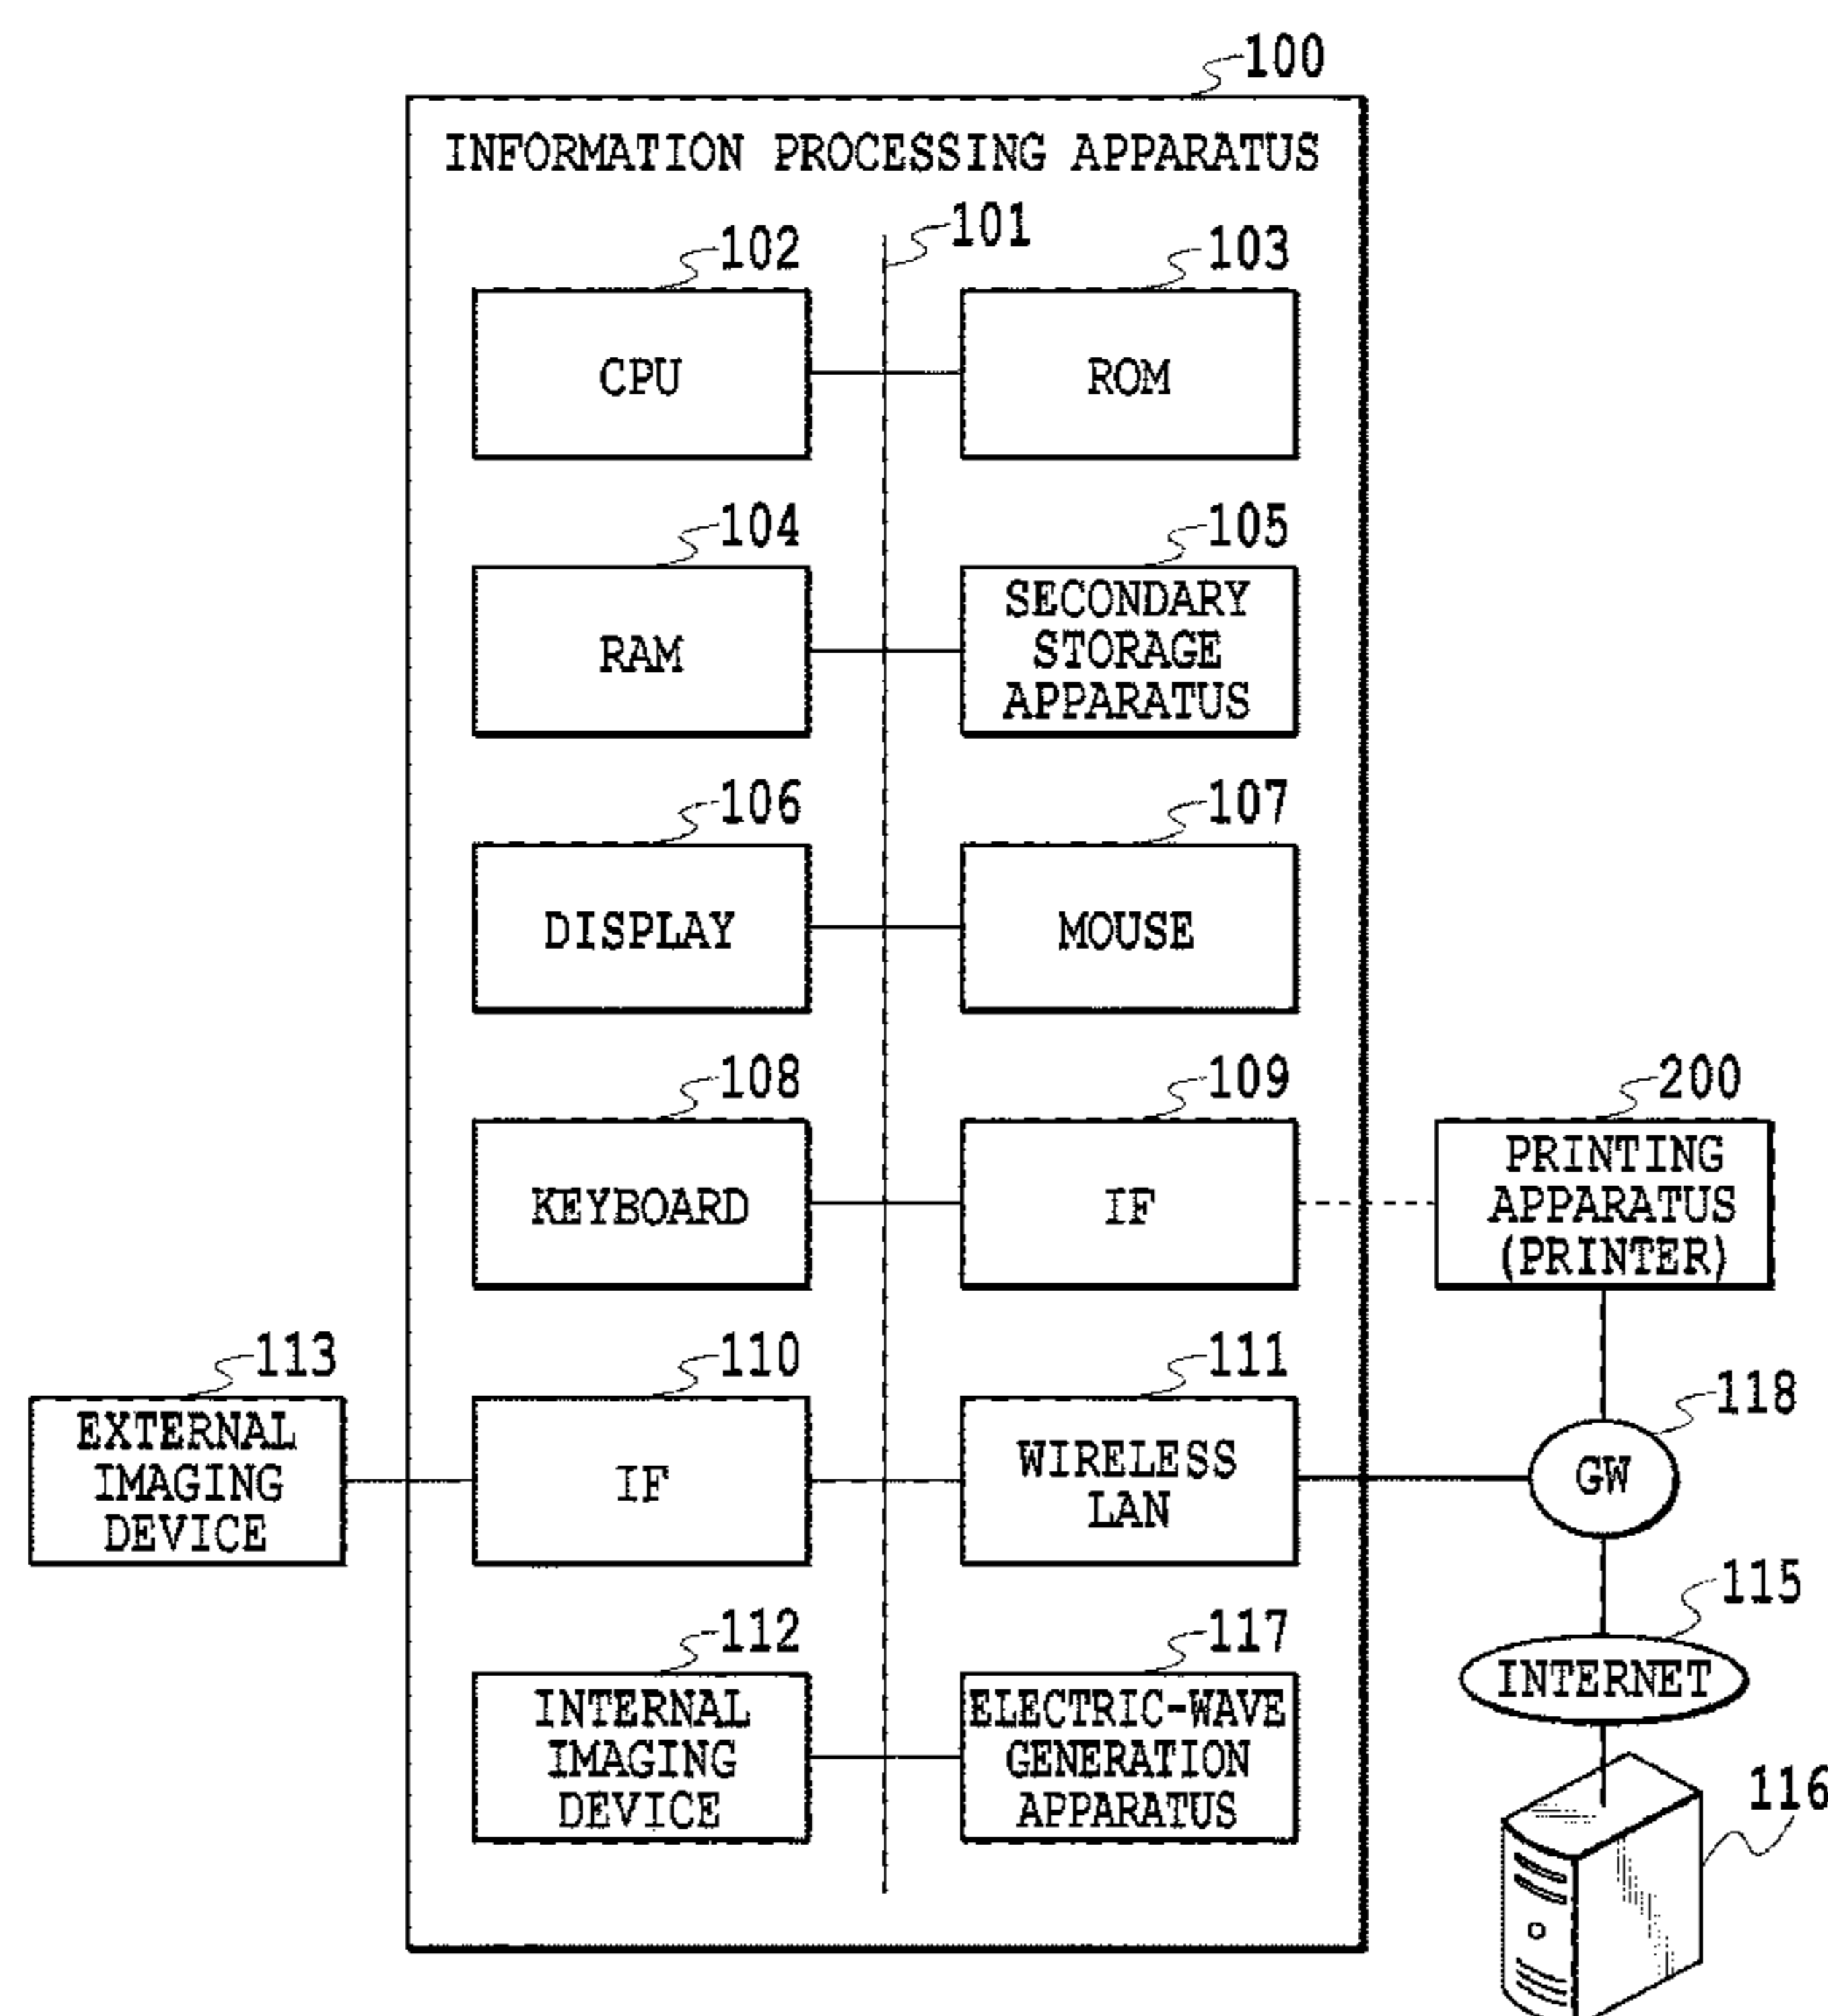 100
INFORMATION PROCESSING APPARATUS
101
102
103
CPU
ROM
104
105
RAM
SECONDARY
STORAGE
APPARATUS
106
107
DISPLAY
MOUSE
108
109
200
KEYBOARD
IF
PRINTING
APPARATUS
(PRINTER)
113
110
111
118
EXTERNAL
IMAGING
DEVICE
IF
WIRELESS
LAN
GW
115
INTERNET
112
117
INTERNAL
IMAGING
DEVICE
ELECTRIC-WAVE
GENERATION
APPARATUS
116